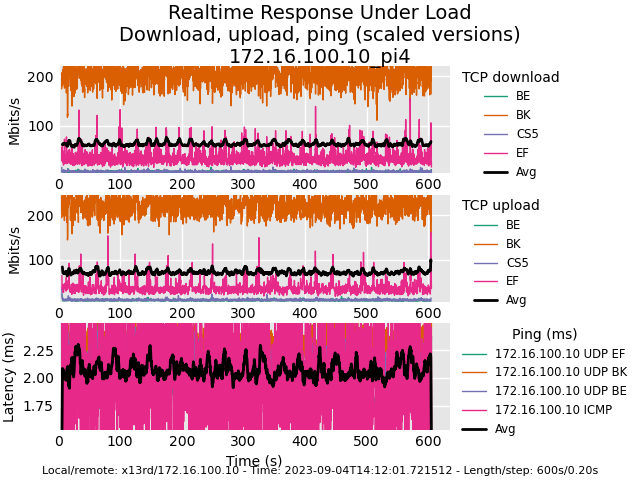 Realtime Response Under Load
Download, upload, ping (scaled versions)
172.16.100.10_pi4
200
100
Mbits/s
0 100 200 300 400 500 600
TCP download
BE
BK
CS5
EF
Avg
200
100
Mbits/s
0 100 200 300 400 500 600
TCP upload
BE
BK
CS5
EF
Avg
2.25
2.00
1.75
Latency (ms)
0 100 200 300 400 500 600
Time (s)
Ping (ms)
172.16.100.10 UDP EF
172.16.100.10 UDP BK
172.16.100.10 UDP BE
172.16.100.10 ICMP
Avg
Local/remote: x13rd/172.16.100.10 - Time: 2023-09-04T14:12:01.721512 - Length/step: 600s/0.20s